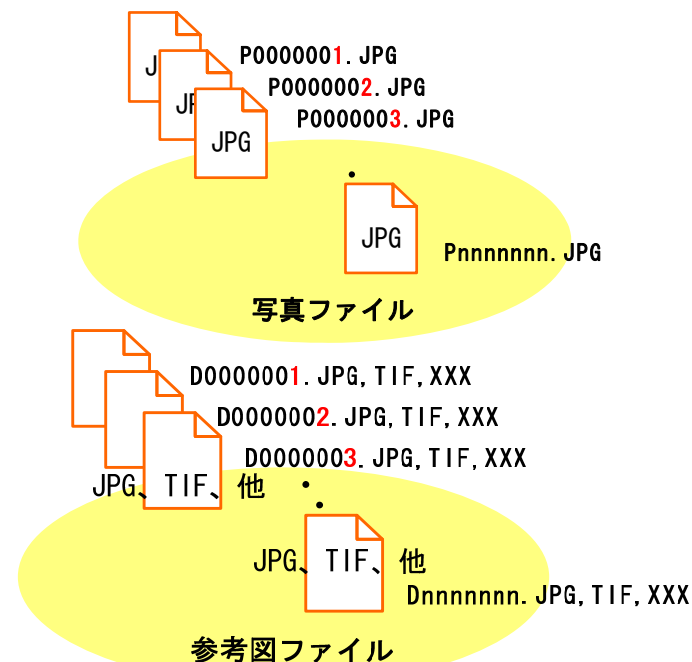 P0000001.JPG
J
P0000002.JPG
JP
P0000003.JPG
JPG
JPG
Pnnnnnnn.JPG
写真ファイル
D0000001.JPG,TIF,XXX
D0000002.JPG,TIF,XXX
D0000003.JPG,TIF,XXX
JPG、TIF、他
JPG、TIF、他
Dnnnnnnn.JPG,TIF,XXX
参考図ファイル